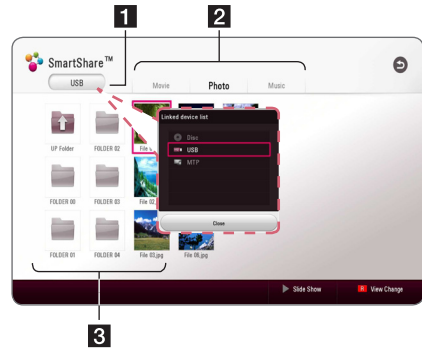 1
2
SmartShare™
USB
Movie
Photo
Music
Linked device list
Disc
USB
MTP
Close
UP Folder
FOLDER 02
File
FOLDER 00
FOLDER 03
File 02.
FOLDER 01
FOLDER 04
File 03.jpg
File 05.jpg
Slide Show
R View Change
3